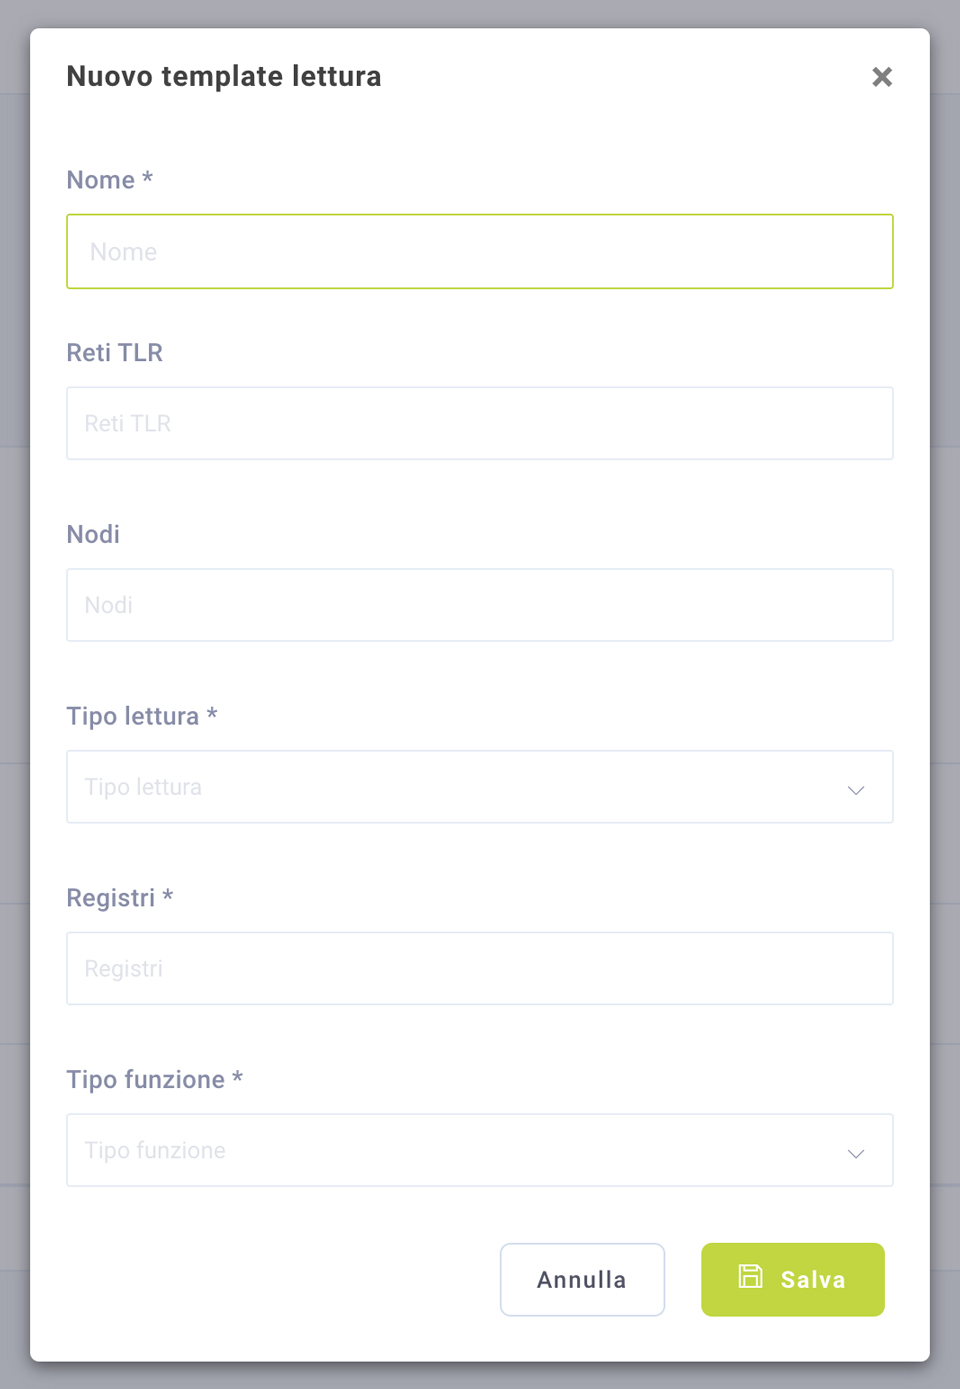 Nuovo template lettura
Nome *
Nome
Reti TLR
Reti TLR
Nodi
Nodi
Tipo lettura *
Tipo lettura
Registri *
Registri
Tipo funzione *
Tipo funzione
Annulla
Salva